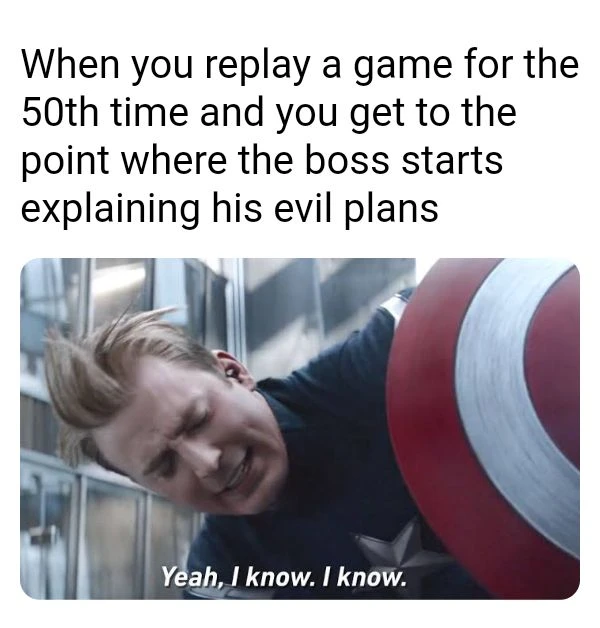 When you replay a game for the
50th time and you get to the
point where the boss starts
explaining his evil plans
Yeah, I know. I know.